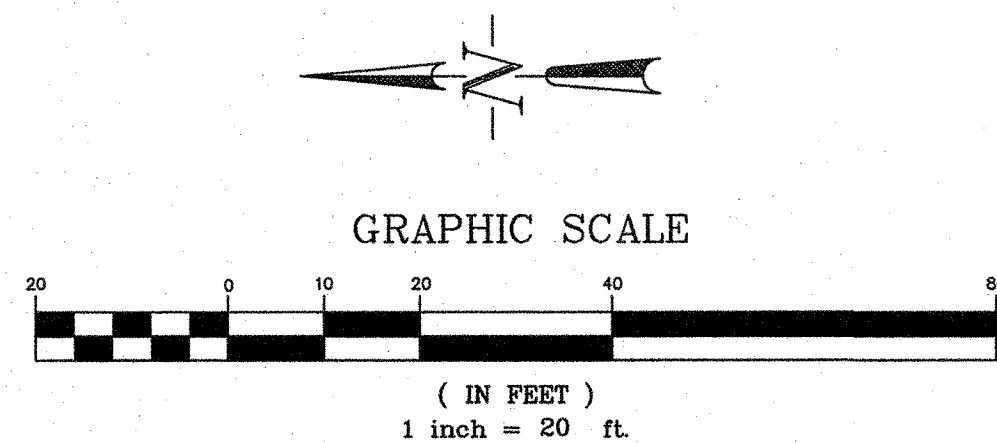 N
GRAPHIC SCALE
20 0 10 20 40 8
( IN FEET )
1 inch = 20 ft.